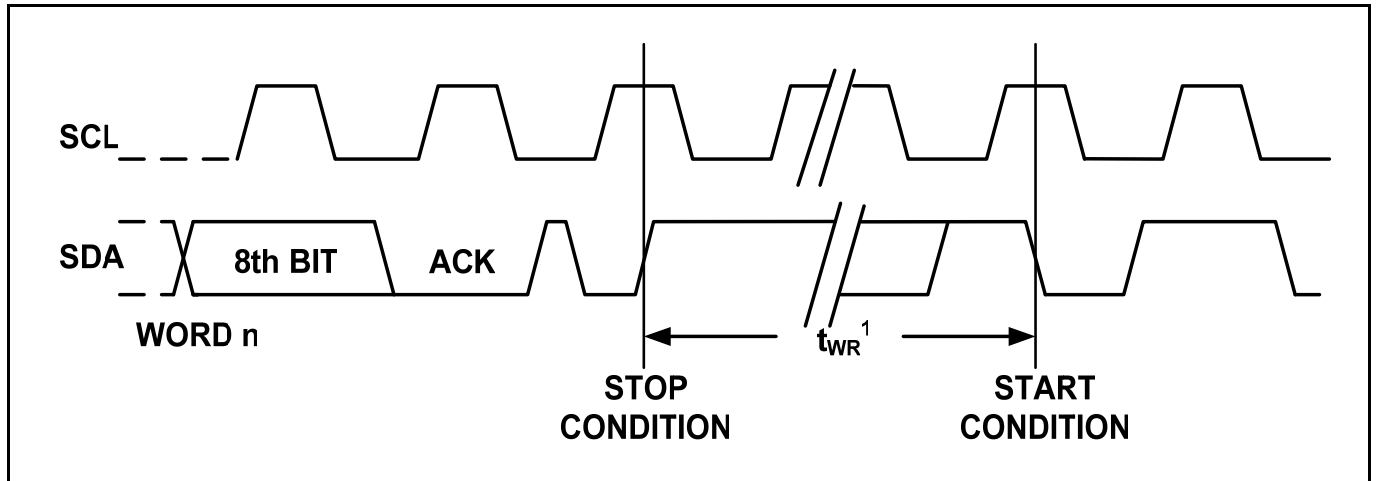 SCL
SDA
8th BIT
ACK
WORD n
tWR1
STOP
CONDITION
START
CONDITION